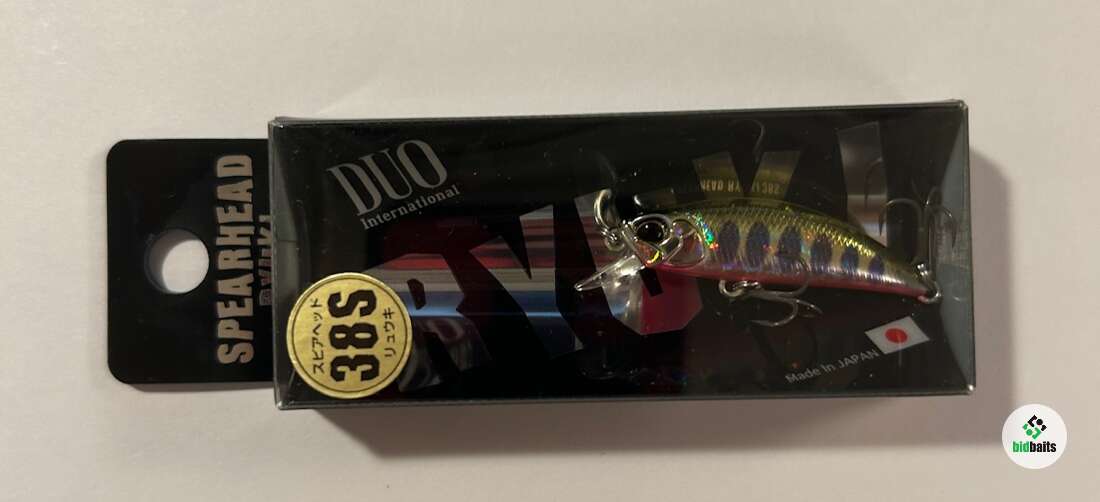 SPEARHEAD
RYUKI
DUO
International
RYUKI
スピアヘッド
38S
リュウキ
Made In JAPAN
bidbaits